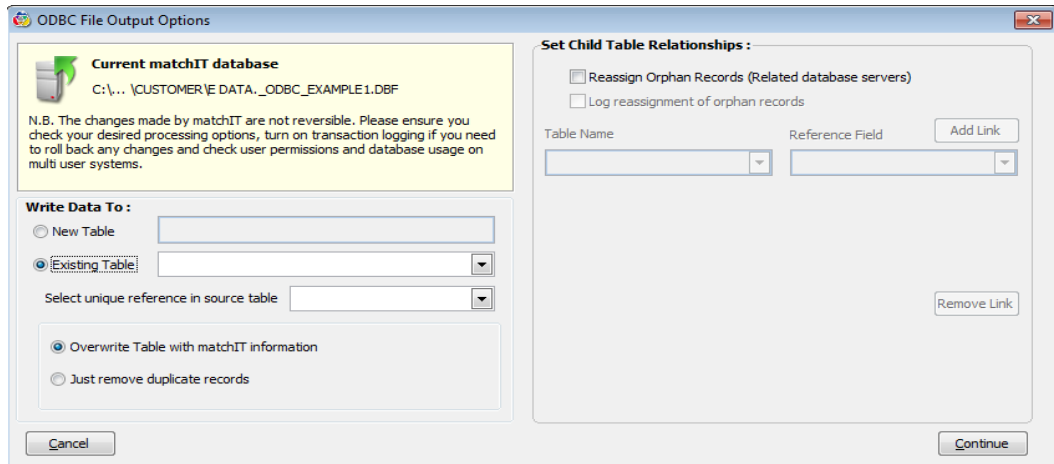 ODBC File Output Options
Current matchIT database
C:\... \CUSTOMER\E DATA._ODBC_EXAMPLE1.DBF
N.B. The changes made by matchIT are not reversible. Please ensure you
check your desired processing options, turn on transaction logging if you need
to roll back any changes and check user permissions and database usage on
multi user systems.
Write Data To :
New Table
Existing Table
Select unique reference in source table
Overwrite Table with matchIT information
Just remove duplicate records
Cancel
Set Child Table Relationships :
Reassign Orphan Records (Related database servers)
Log reassignment of orphan records
Table Name
Reference Field
Add Link
Remove Link
Continue